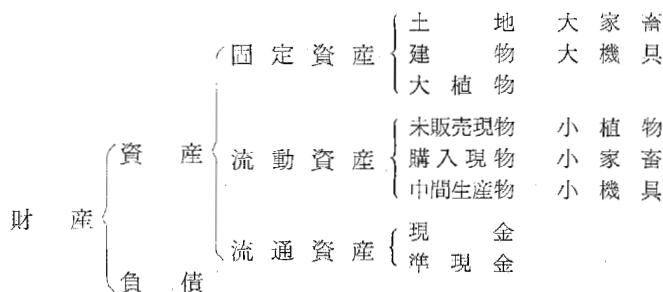 土地 大家畜
固定資産 建物 大機具
大植物
未販売現物 小植物
資産 流動資産 購入現物 小家畜
中間生産物 小機具
財産
現金
流通資産 準現金
負債